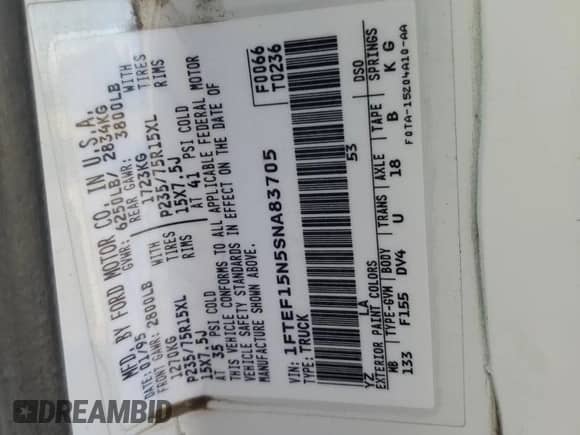 MFD. BY FORD MOTOR CO. IN U.S.A.
DATE: 01/95 GVWR: 6250LB/ 2834KG
FRONT GAWR: 2800LB REAR GAWR: 3800LB
1270KG WITH 1723KG WITH
P235/75R15XL TIRES P235/75R15XL TIRES
15X7.5J RIMS 15X7.5J RIMS
AT 35 PSI COLD AT 41 PSI COLD
THIS VEHICLE CONFORMS TO ALL APPLICABLE FEDERAL MOTOR
VEHICLE SAFETY STANDARDS IN EFFECT ON THE DATE OF
MANUFACTURE SHOWN ABOVE.
F0066
T0236
VIN: 1FTEF15N5SNA83705
TYPE: TRUCK
53
YZ LA
EXTERIOR PAINT COLORS DSO
WB TYPE-GVM BODY TRANS AXLE TAPE SPRINGS
133 F155 DV4 U 18 B K G
F0TA-15204A10-AA
DREAMBID